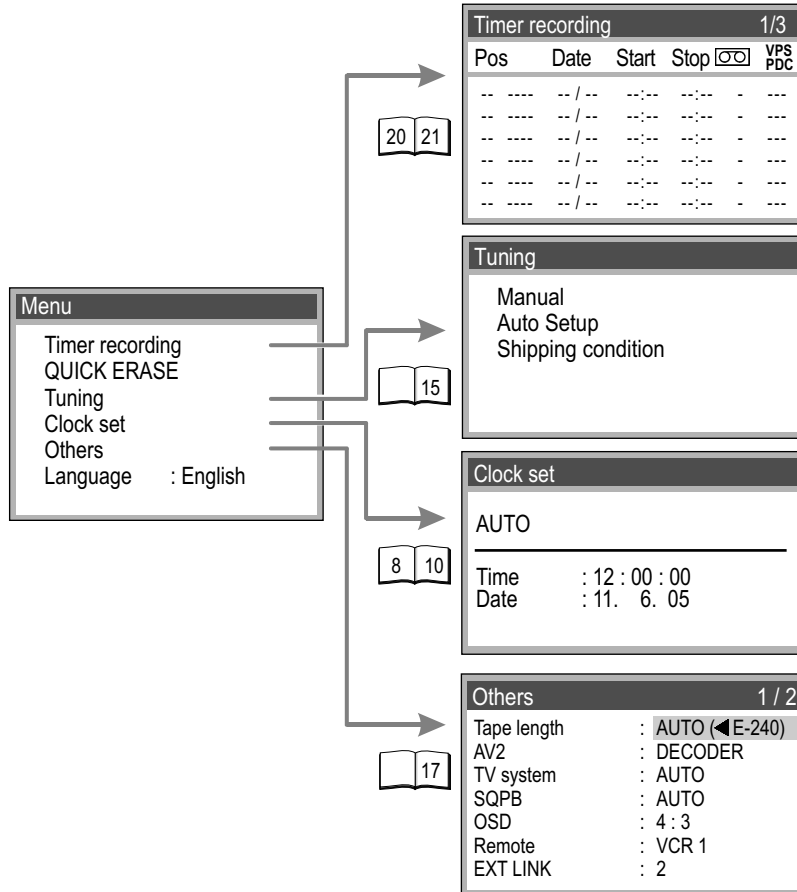 Menu
Timer recording
QUICK ERASE
Tuning
Clock set
Others
Language : English
20 21
Timer recording 1/3
Pos Date Start Stop VPS PDC
-- ---- -- / -- --:-- --:-- - ---
-- ---- -- / -- --:-- --:-- - ---
-- ---- -- / -- --:-- --:-- - ---
-- ---- -- / -- --:-- --:-- - ---
-- ---- -- / -- --:-- --:-- - ---
-- ---- -- / -- --:-- --:-- - ---
15
Tuning
Manual
Auto Setup
Shipping condition
8 10
Clock set
AUTO
Time : 12 : 00 : 00
Date : 11. 6. 05
17
Others 1 / 2
Tape length : AUTO (◀E-240)
AV2 : DECODER
TV system : AUTO
SQPB : AUTO
OSD : 4 : 3
Remote : VCR 1
EXT LINK : 2